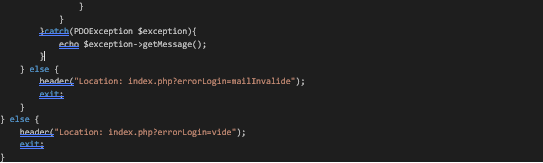 }
}
}catch(PDOException $exception){
echo $exception->getMessage();
}
} else {
header("Location: index.php?errorLogin=mailInvalide");
exit;
}
} else {
header("Location: index.php?errorLogin=vide");
exit;
}